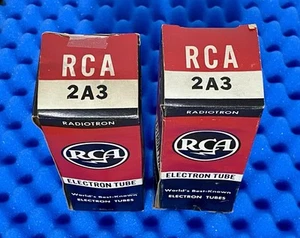 RCA
2A3
RADIOTRON
RCA
ELECTRON TUBE
World's Best-Known
ELECTRON TUBES
RCA
2A3
RADIOTRON
RCA
ELECTRON TUBE
World's Best-Known
ELECTRON TUBES